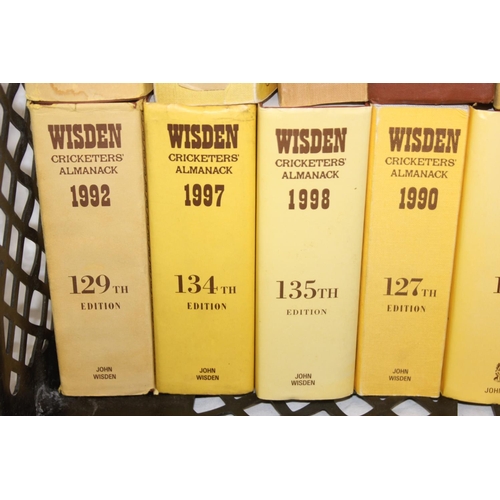 WISDEN
CRICKETERS'
ALMANACK
1992
129TH
EDITION
JOHN
WISDEN
WISDEN
CRICKETERS'
ALMANACK
1997
134TH
EDITION
JOHN
WISDEN
WISDEN
CRICKETERS'
ALMANACK
1998
135TH
EDITION
JOHN
WISDEN
WISDEN
CRICKETERS'
ALMANACK
1990
127TH
EDITION
JOHN
WISDEN